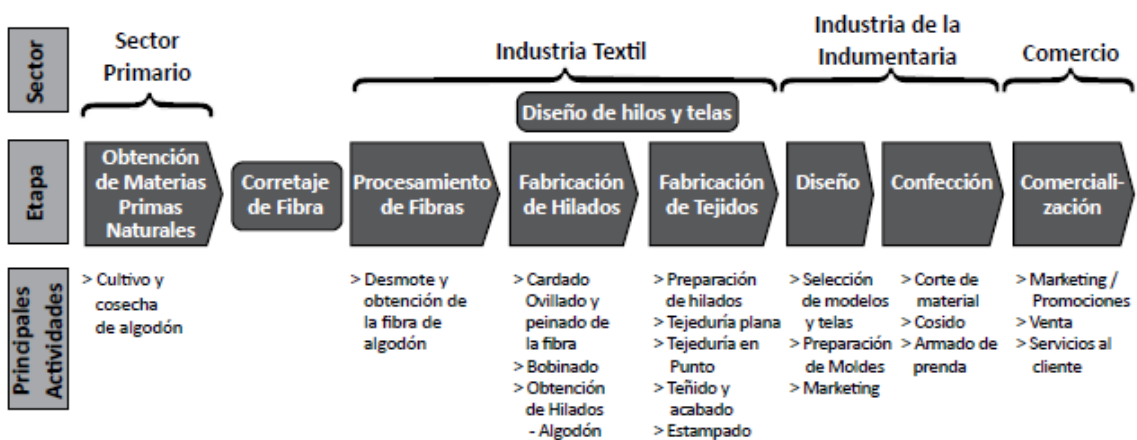 Sector
Sector
Primario
Industria Textil
Industria de la
Indumentaria
Comercio
Diseño de hilos y telas
Etapa
Obtención
de Materias
Primas
Naturales
Corretaje
de Fibra
Procesamiento
de Fibras
Fabricación
de Hilados
Fabricación
de Tejidos
Diseño
Confección
Comerciali-
zación
Principales
Actividades
> Cultivo y
cosecha
de algodón
> Desmote y
obtención de
la fibra de
algodón
> Cardado
Ovillado y
peinado de
la fibra
> Bobinado
> Obtención
de Hilados
- Algodón
> Preparación
de hilados
> Tejeduría plana
> Tejeduría en
Punto
> Teñido y
acabado
> Estampado
> Selección
de modelos
y telas
> Preparación
de Moldes
> Marketing
> Corte de
material
> Cosido
> Armado de
prenda
> Marketing /
Promociones
> Venta
> Servicios al
cliente